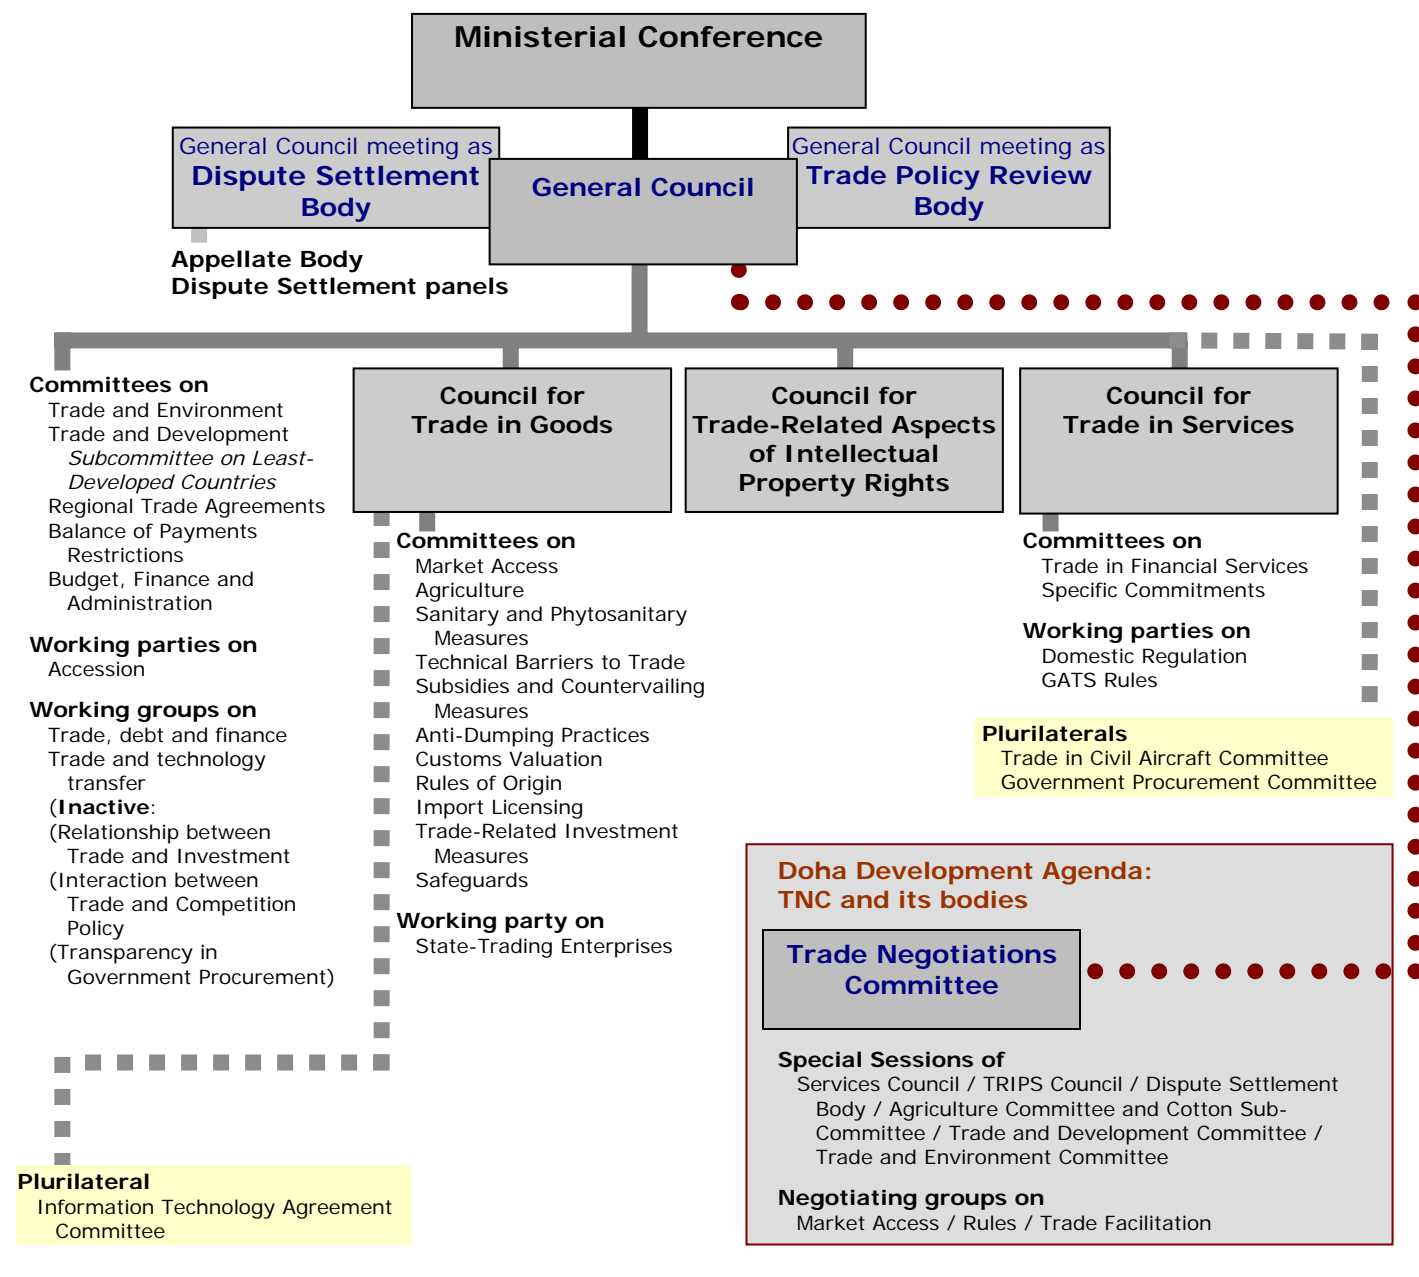 Ministerial Conference
General Council meeting as
Dispute Settlement
Body
General Council
General Council meeting as
Trade Policy Review
Body
Appellate Body
Dispute Settlement panels
Committees on
Trade and Environment
Trade and Development
Subcommittee on Least-
Developed Countries
Regional Trade Agreements
Balance of Payments
Restrictions
Budget, Finance and
Administration
Working parties on
Accession
Working groups on
Trade, debt and finance
Trade and technology
transfer
(Inactive:
(Relationship between
Trade and Investment
(Interaction between
Trade and Competition
Policy
(Transparency in
Government Procurement)
Plurilateral
Information Technology Agreement
Committee
Council for
Trade in Goods
Committees on
Market Access
Agriculture
Sanitary and Phytosanitary
Measures
Technical Barriers to Trade
Subsidies and Countervailing
Measures
Anti-Dumping Practices
Customs Valuation
Rules of Origin
Import Licensing
Trade-Related Investment
Measures
Safeguards
Working party on
State-Trading Enterprises
Council for
Trade-Related Aspects
of Intellectual
Property Rights
Council for
Trade in Services
Committees on
Trade in Financial Services
Specific Commitments
Working parties on
Domestic Regulation
GATS Rules
Plurilaterals
Trade in Civil Aircraft Committee
Government Procurement Committee
Doha Development Agenda:
TNC and its bodies
Trade Negotiations
Committee
Special Sessions of
Services Council / TRIPS Council / Dispute Settlement
Body / Agriculture Committee and Cotton Sub-
Committee / Trade and Development Committee /
Trade and Environment Committee
Negotiating groups on
Market Access / Rules / Trade Facilitation